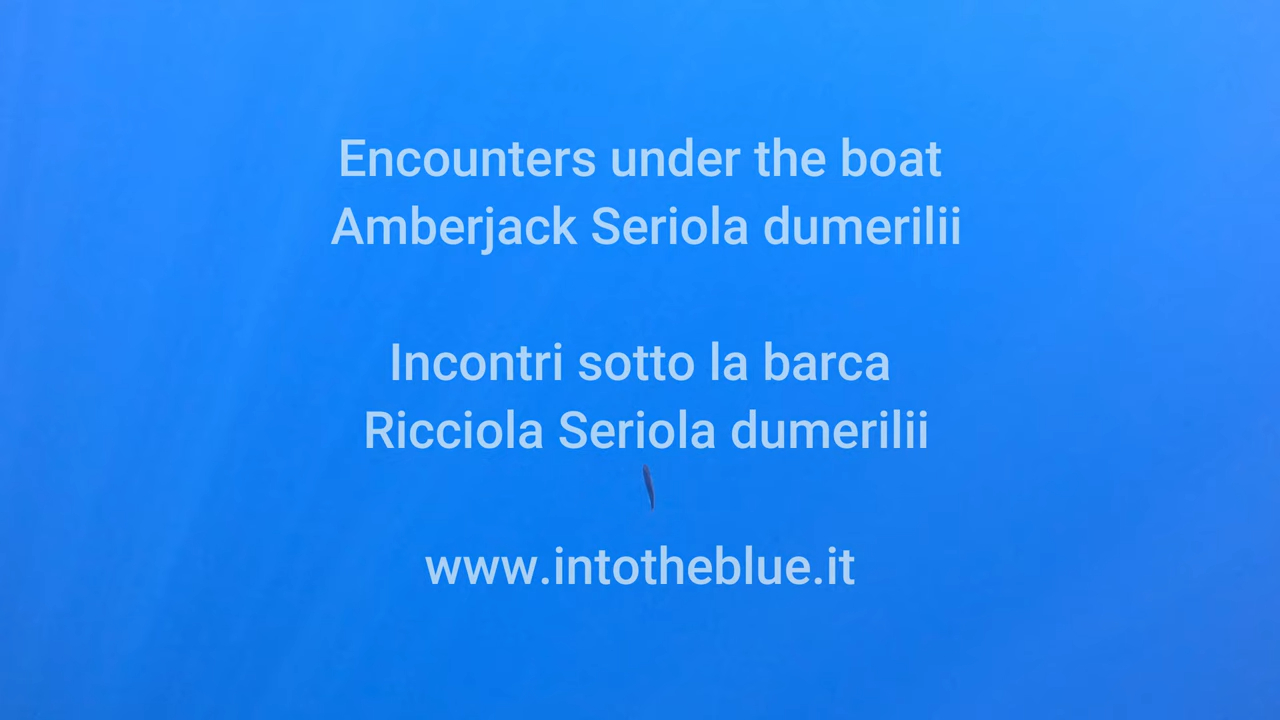 Encounters under the boat
Amberjack Seriola dumerilii
Incontri sotto la barca
Ricciola Seriola dumerilii
www.intotheblue.it